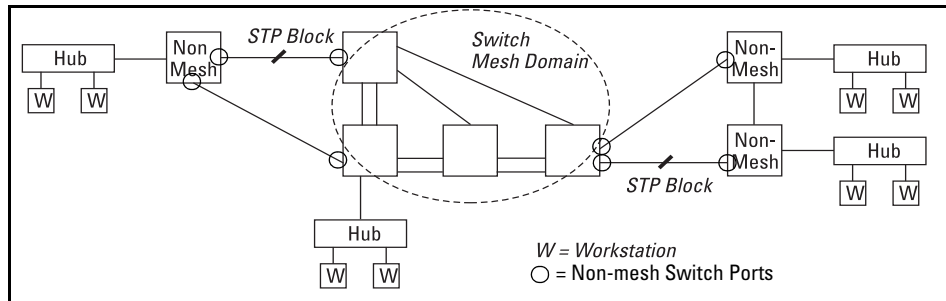 STP Block
Switch
Mesh Domain
Non
Mesh
Hub
W
W
Non-
Mesh
Hub
W
W
Non-
Mesh
Hub
W
W
STP Block
Hub
W
W
W = Workstation
= Non-mesh Switch Ports